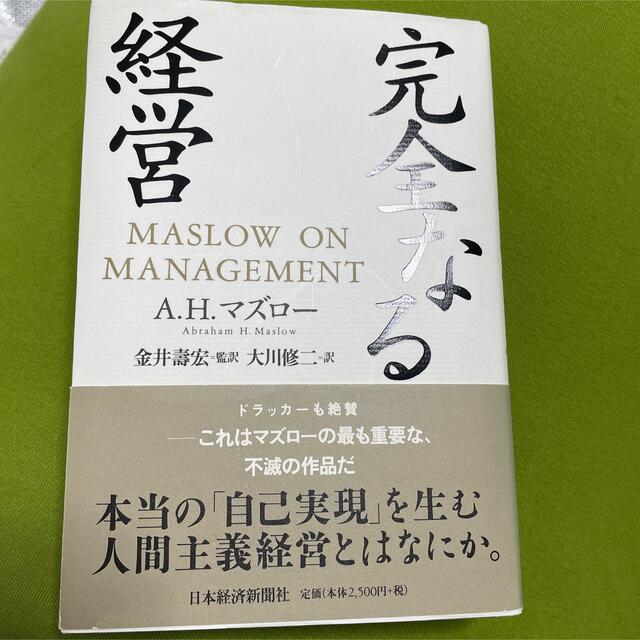 完全なる
経営
MASLOW ON
MANAGEMENT
A.H.マズロー
Abraham H. Maslow
金井壽宏=監訳 大川修二=訳
ドラッカーも絶賛
――これはマズローの最も重要な、
不滅の作品だ
本当の「自己実現」を生む
人間主義経営とはなにか。
日本経済新聞社 定価(本体2,500円+税)